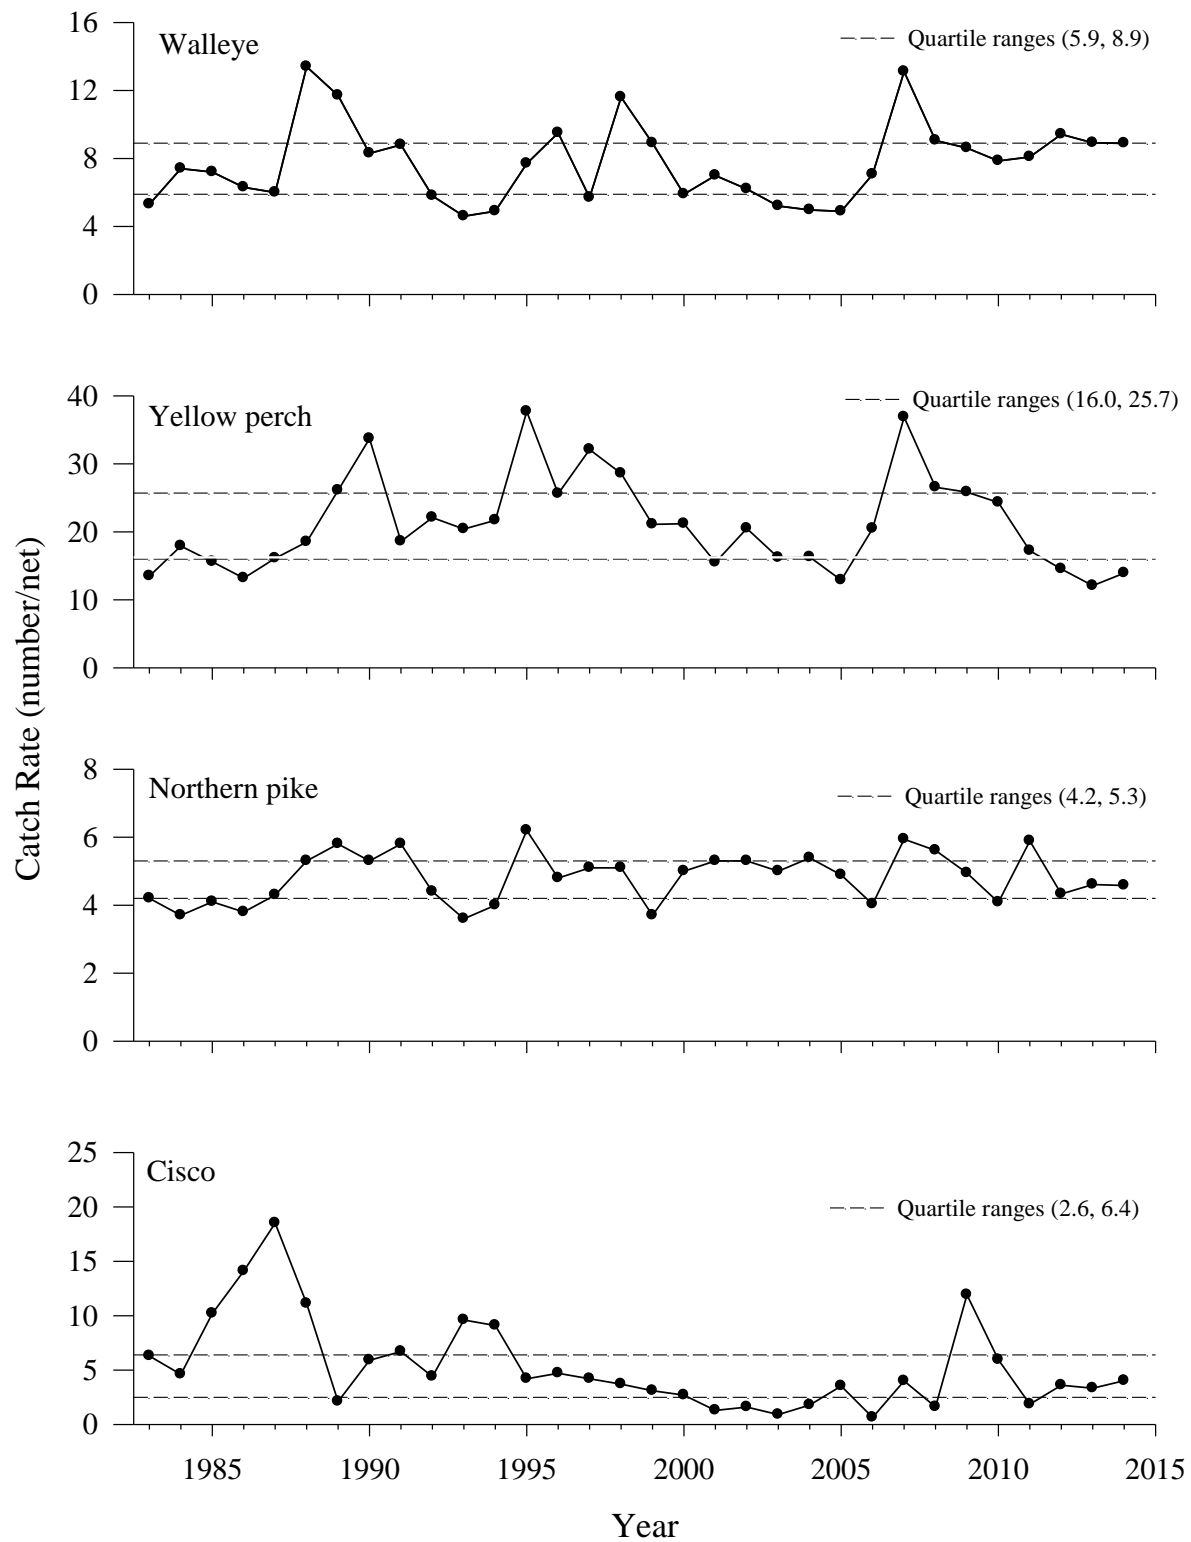 16
Walleye
Quartile ranges (5.9, 8.9)
12
8
4
0
40
Yellow perch
Quartile ranges (16.0, 25.7)
30
20
10
0
Catch Rate (number/net)
8
Northern pike
Quartile ranges (4.2, 5.3)
6
4
2
0
25
Cisco
20
Quartile ranges (2.6, 6.4)
15
10
5
0
1985 1990 1995 2000 2005 2010 2015
Year